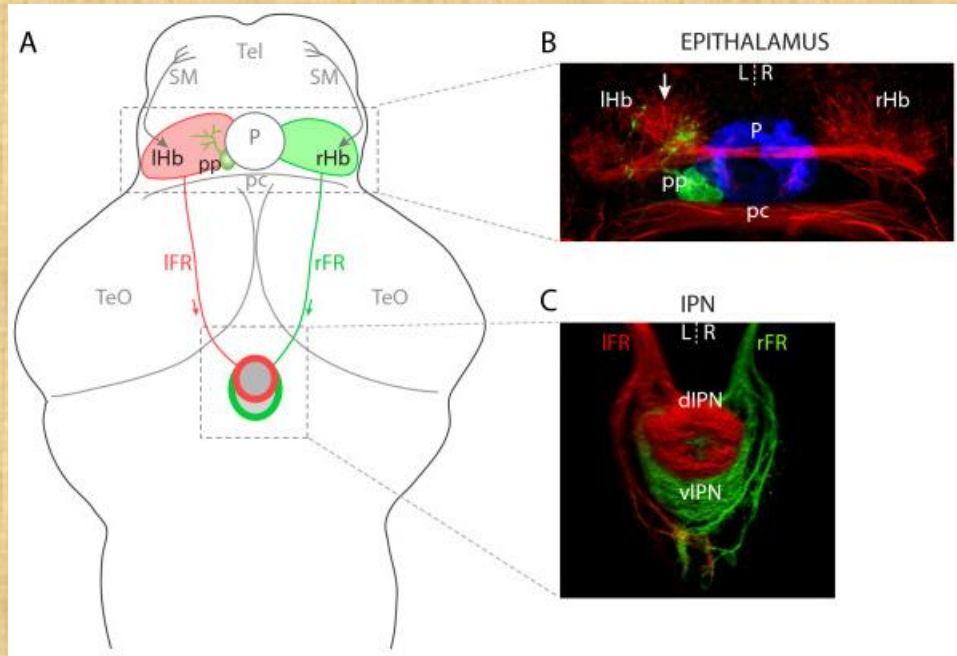 A
Tel
SM
SM
P
lHb
pp
rHb
pc
lFR
rFR
TeO
TeO
B
EPITHALAMUS
L R
lHb
rHb
P
pp
pc
C
IPN
L R
lFR
rFR
dIPN
vIPN